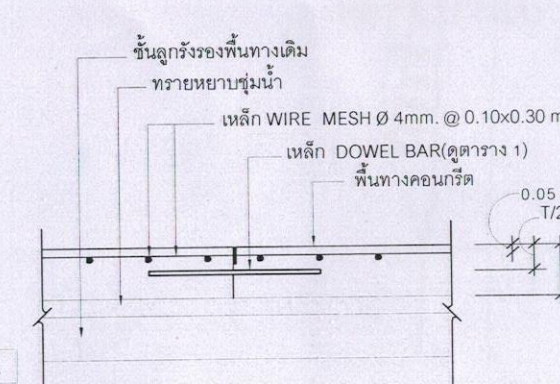 ชั้นลูกรังรองพื้นทางเดิม
ทรายหยาบชุ่มน้ำ
เหล็ก WIRE MESH Ø 4mm. @ 0.10x0.30 m
เหล็ก DOWEL BAR(ดูตาราง 1)
พื้นทางคอนกรีต
0.05
T/2